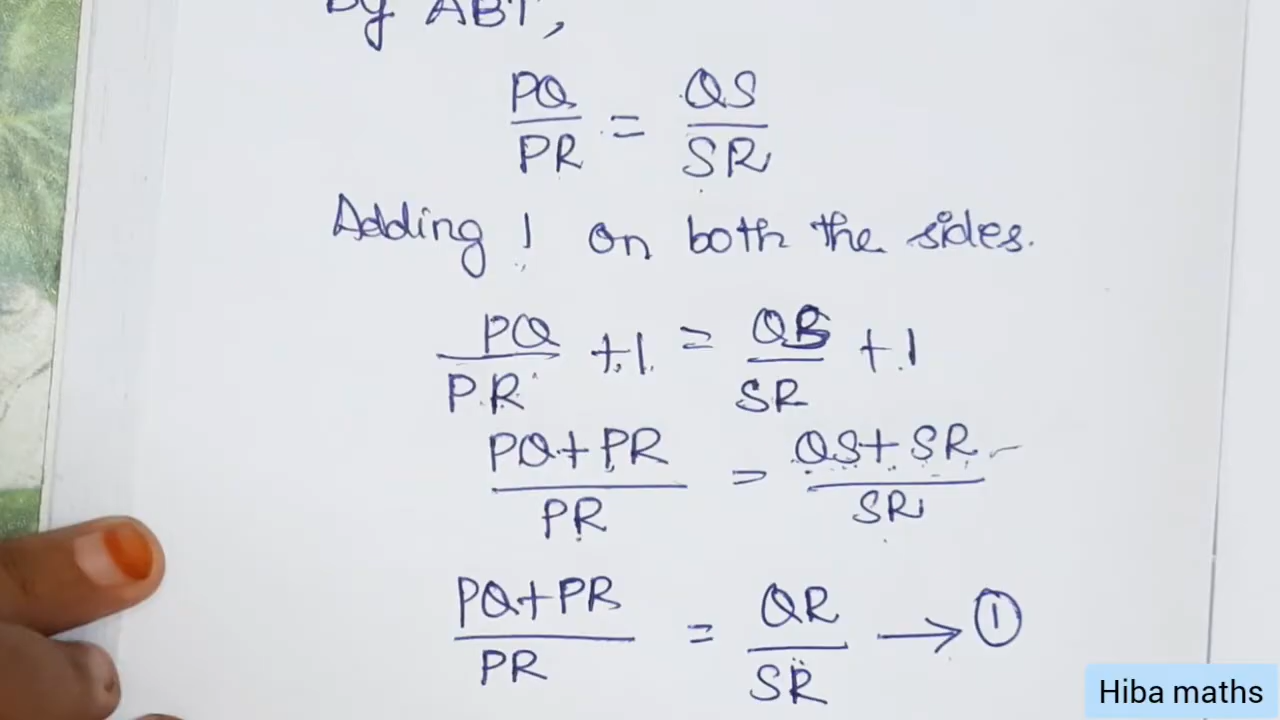 By ABT,
PQ/PR = QS/SR
Adding 1 on both the sides.
PQ/PR +1 = QS/SR +1
PQ+PR/PR = QS+SR/SR
PQ+PR/PR = QR/SR → ①
Hiba maths